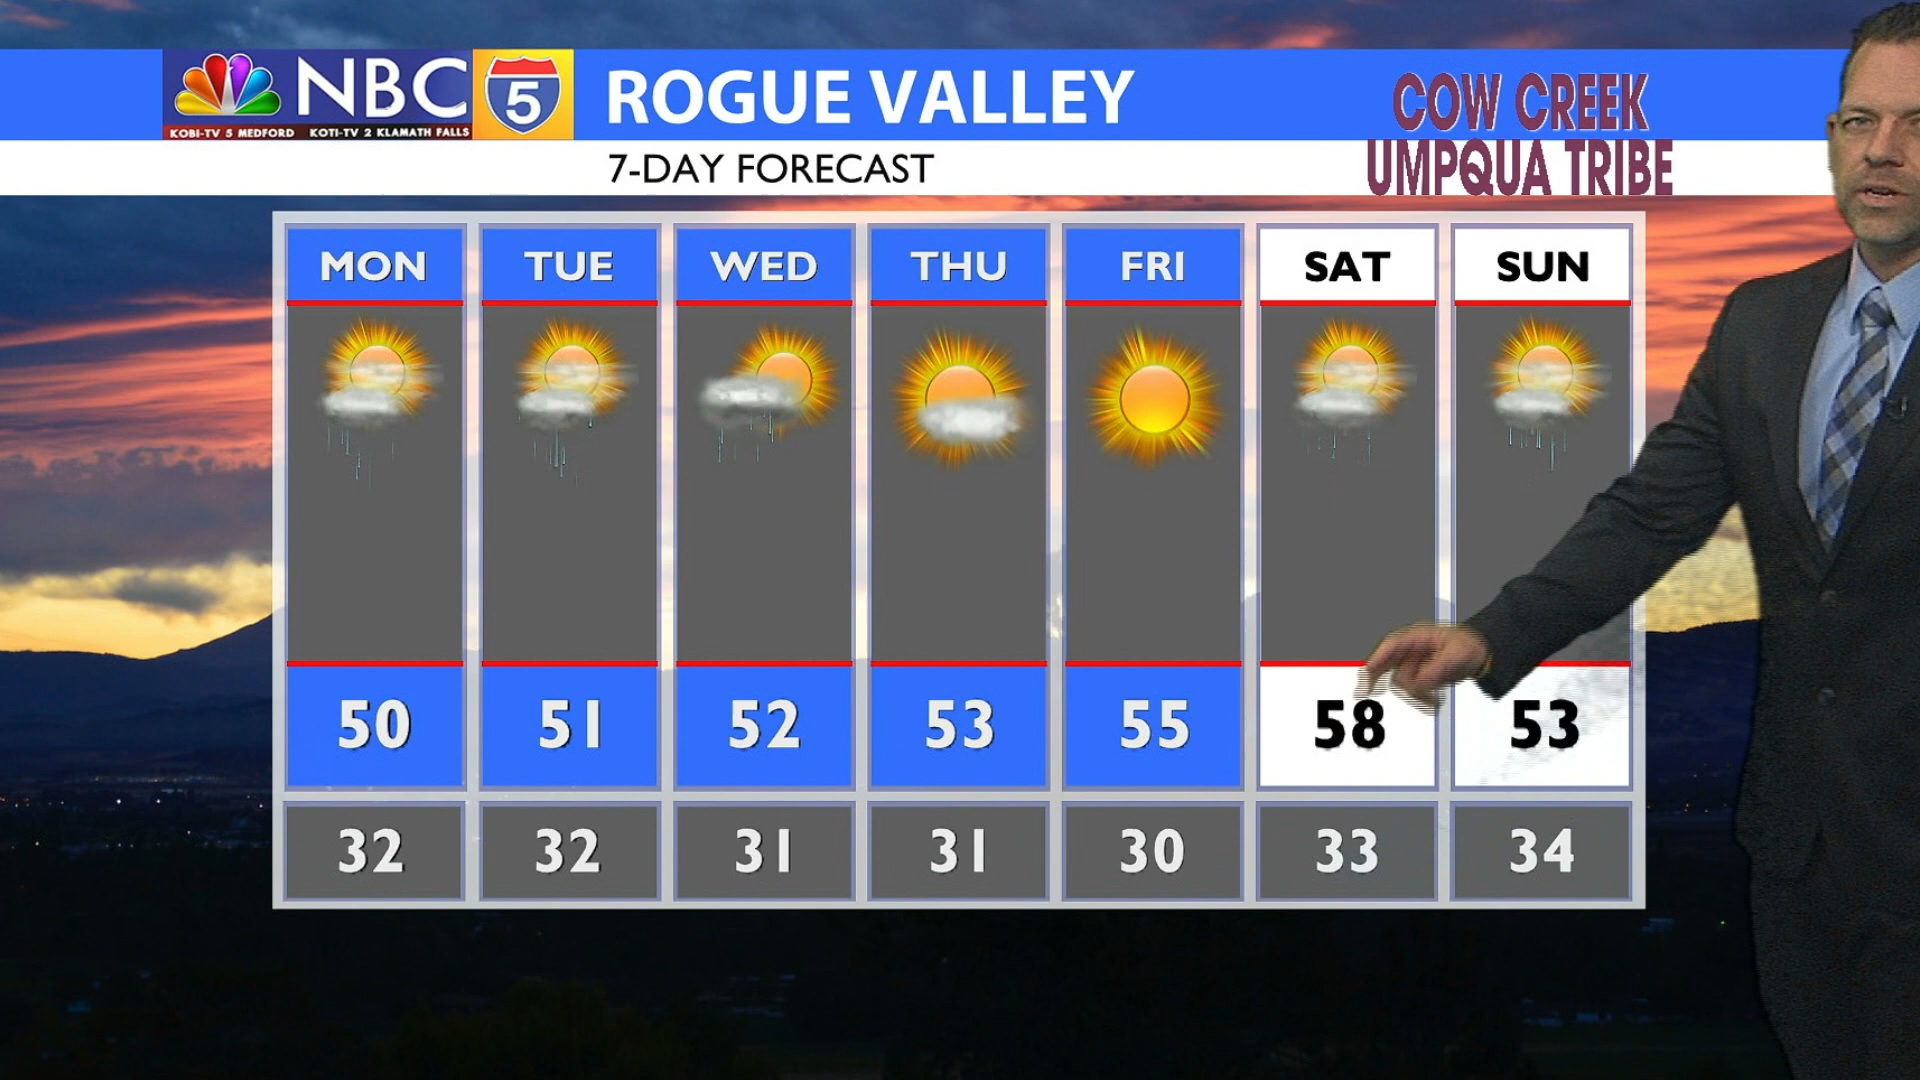 NBC 5
KOBI-TV 5 MEDFORD KOTI-TV 2 KLAMATH FALLS
ROGUE VALLEY
COW CREEK
UMPQUA TRIBE
7-DAY FORECAST
MON TUE WED THU FRI SAT SUN
50 51 52 53 55 58 53
32 32 31 31 30 33 34